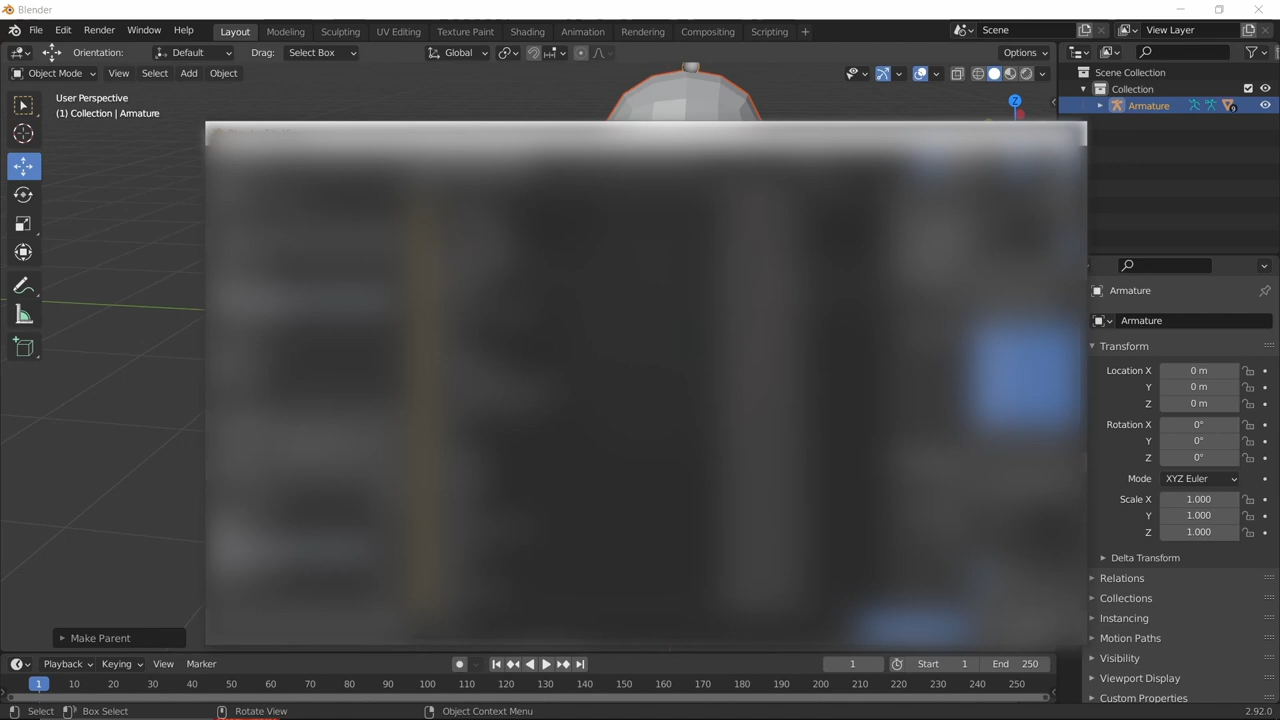 Blender
File Edit Render Window Help Layout Modeling Sculpting UV Editing Texture Paint Shading Animation Rendering Compositing Scripting + Scene View Layer
Orientation: Default Drag: Select Box Global Options
Object Mode View Select Add Object
User Perspective
(1) Collection | Armature
Z
Scene Collection
Collection
Armature
Armature
Armature
Transform
Location X 0 m
Y 0 m
Z 0 m
Rotation X 0°
Y 0°
Z 0°
Mode XYZ Euler
Scale X 1.000
Y 1.000
Z 1.000
Delta Transform
Relations
Collections
Instancing
Motion Paths
Visibility
Viewport Display
Custom Properties
Make Parent
Playback Keying View Marker 1 Start 1 End 250
1 10 20 30 40 50 60 70 80 90 100 110 120 130 140 150 160 170 180 190 200 210 220 230 240 250
Select Box Select Rotate View Object Context Menu 2.92.0